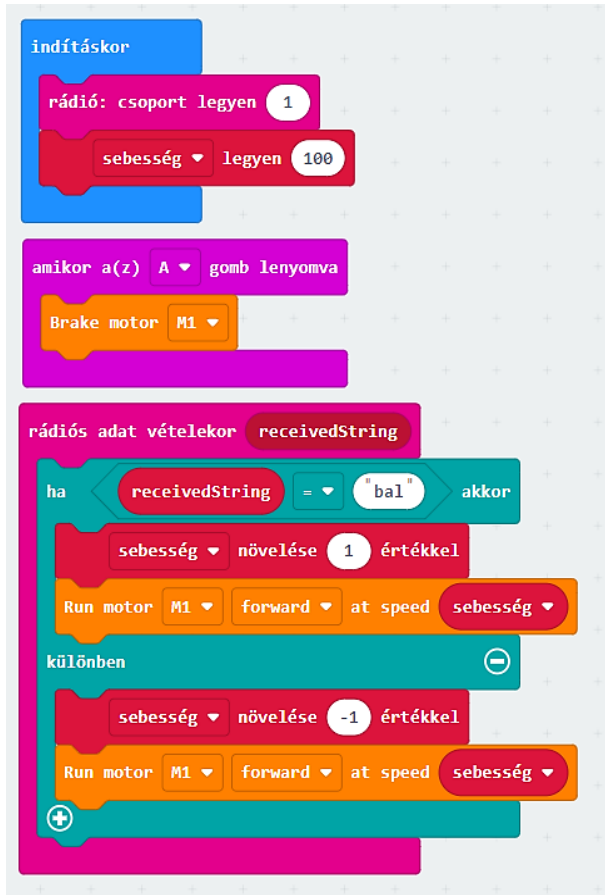 indításkor
rádió: csoport legyen 1
sebesség legyen 100
amikor a(z) A gomb lenyomva
Brake motor M1
rádiós adat vételekor receivedString
ha receivedString = "bal" akkor
sebesség növelése 1 értékkel
Run motor M1 forward at speed sebesség
különben
sebesség növelése -1 értékkel
Run motor M1 forward at speed sebesség